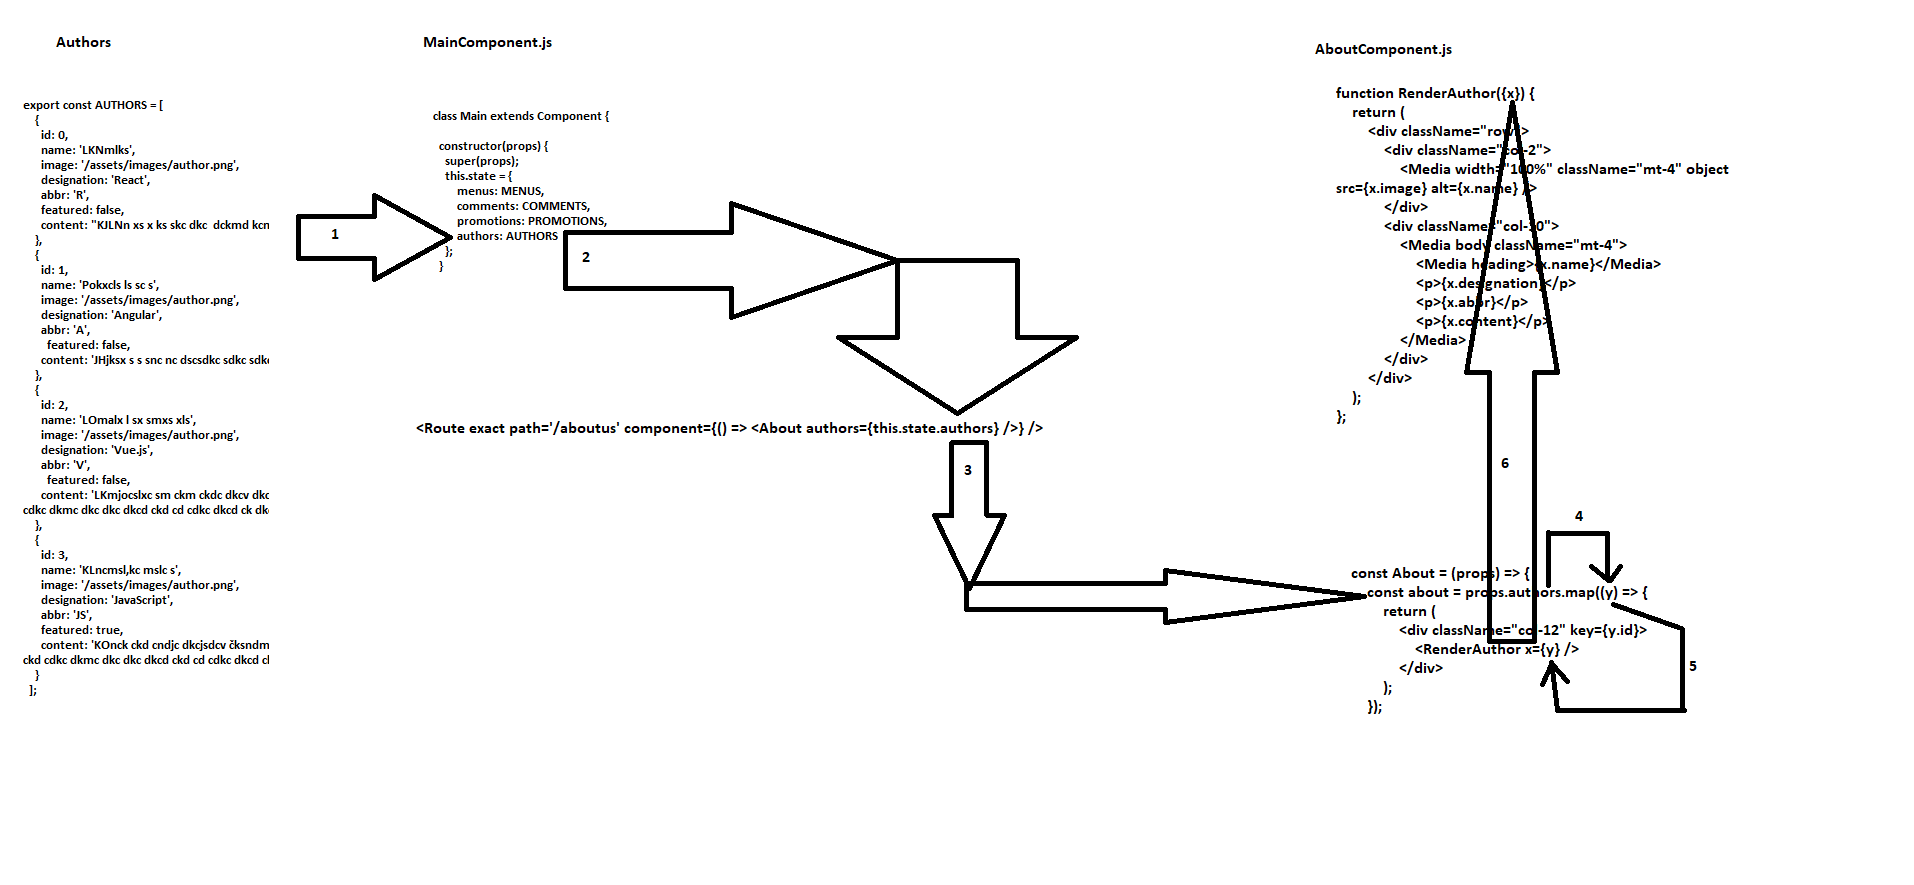 Authors
export const AUTHORS = [
{
id: 0,
name: 'LKNmlks',
image: '/assets/images/author.png',
designation: 'React',
abbr: 'R',
featured: false,
content: "KJLNn xs x ks skc dkc  dckmd kcn
},
{
id: 1,
name: 'Pokxcls ls sc s',
image: '/assets/images/author.png',
designation: 'Angular',
abbr: 'A',
featured: false,
content: 'JHjksx s s snc nc dscsdkc sdkc sdk
},
{
id: 2,
name: 'LOmalx l sx smxs xls',
image: '/assets/images/author.png',
designation: 'Vue.js',
abbr: 'V',
featured: false,
content: 'LKmjocslxc sm ckm ckdc dkcv dkc
cdkc dkmc dkc dkc dkcd ckd cd cdkc dkcd ck dk
},
{
id: 3,
name: 'KLncmsl,kc mslc s',
image: '/assets/images/author.png',
designation: 'JavaScript',
abbr: 'JS',
featured: true,
content: 'KOnck ckd cndjc dkcjsdcv čksndm
ckd cdkc dkmc dkc dkc dkcd ckd cd cdkc dkcd
}
];
1
MainComponent.js
class Main extends Component {
constructor(props) {
super(props);
this.state = {
menus: MENUS,
comments: COMMENTS,
promotions: PROMOTIONS,
authors: AUTHORS
};
}
2
<Route exact path='/aboutus' component={() => <About authors={this.state.authors} />} />
3
AboutComponent.js
function RenderAuthor({x}) {
return (
<div className="row">
<div className="col-2">
<Media width="100%" className="mt-4" object
src={x.image} alt={x.name} />
</div>
<div className="col-10">
<Media body className="mt-4">
<Media heading>{x.name}</Media>
<p>{x.designation}</p>
<p>{x.abbr}</p>
<p>{x.content}</p>
</Media>
</div>
</div>
);
};
6
4
const About = (props) => {
const about = props.authors.map((y) => {
return (
<div className="col-12" key={y.id}>
<RenderAuthor x={y} />
</div>
);
});
5